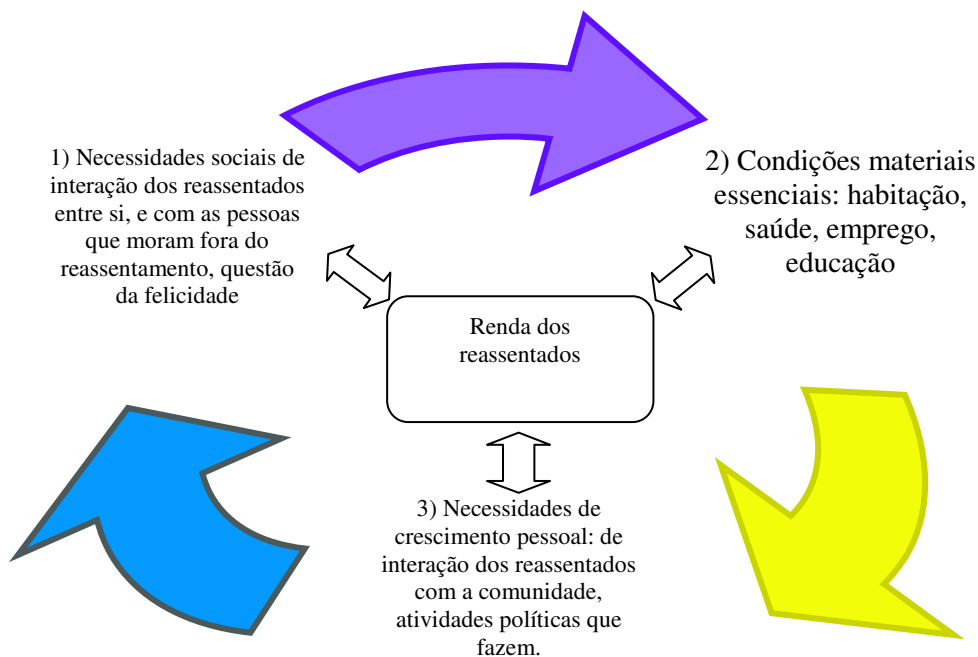 1) Necessidades sociais de
interação dos reassentados
entre si, e com as pessoas
que moram fora do
reassentamento, questão
da felicidade
2) Condições materiais
essenciais: habitação,
saúde, emprego,
educação
Renda dos
reassentados
3) Necessidades de
crescimento pessoal: de
interação dos reassentados
com a comunidade,
atividades políticas que
fazem.